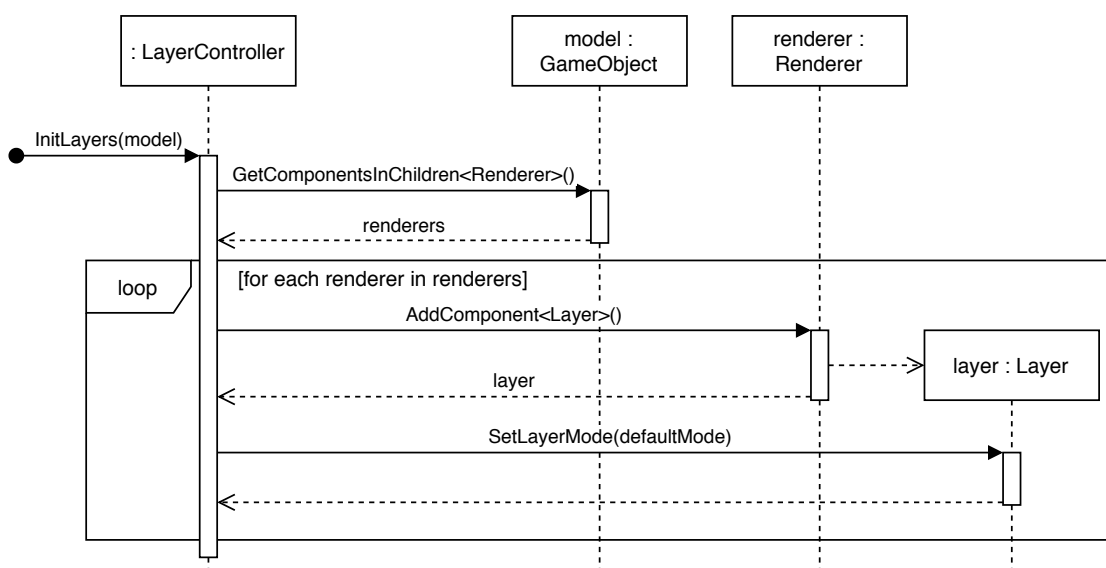 : LayerController
model :
GameObject
renderer :
Renderer
InitLayers(model)
GetComponentsInChildren<Renderer>()
renderers
loop
[for each renderer in renderers]
AddComponent<Layer>()
layer : Layer
layer
SetLayerMode(defaultMode)